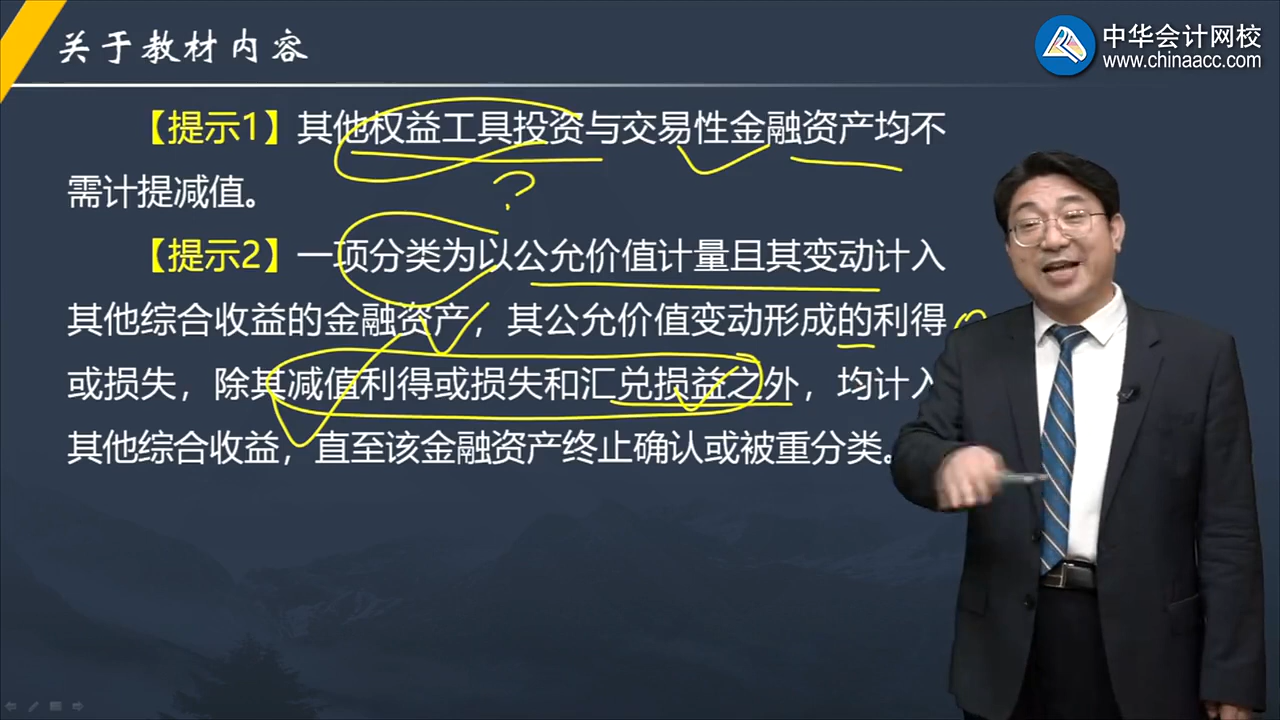 关于教材内容
中华会计网校
www.chinaacc.com
【提示1】其他权益工具投资与交易性金融资产均不
需计提减值。
?
【提示2】一项分类为以公允价值计量且其变动计入
其他综合收益的金融资产，其公允价值变动形成的利得
或损失，除其减值利得或损失和汇兑损益之外，均计入
其他综合收益，直至该金融资产终止确认或被重分类。